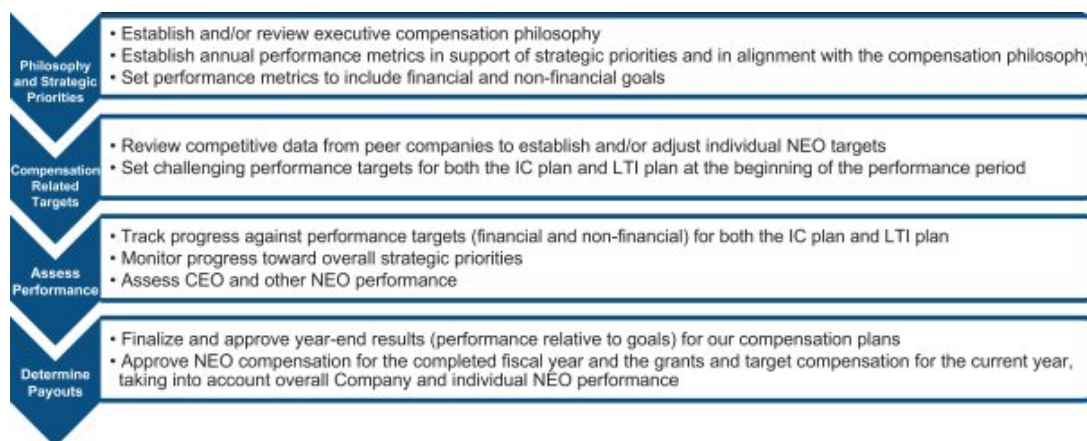 Philosophy
and Strategic
Priorities
• Establish and/or review executive compensation philosophy
• Establish annual performance metrics in support of strategic priorities and in alignment with the compensation philosophy
• Set performance metrics to include financial and non-financial goals
Compensation
Related
Targets
• Review competitive data from peer companies to establish and/or adjust individual NEO targets
• Set challenging performance targets for both the IC plan and LTI plan at the beginning of the performance period
Assess
Performance
• Track progress against performance targets (financial and non-financial) for both the IC plan and LTI plan
• Monitor progress toward overall strategic priorities
• Assess CEO and other NEO performance
Determine
Payouts
• Finalize and approve year-end results (performance relative to goals) for our compensation plans
• Approve NEO compensation for the completed fiscal year and the grants and target compensation for the current year,
taking into account overall Company and individual NEO performance